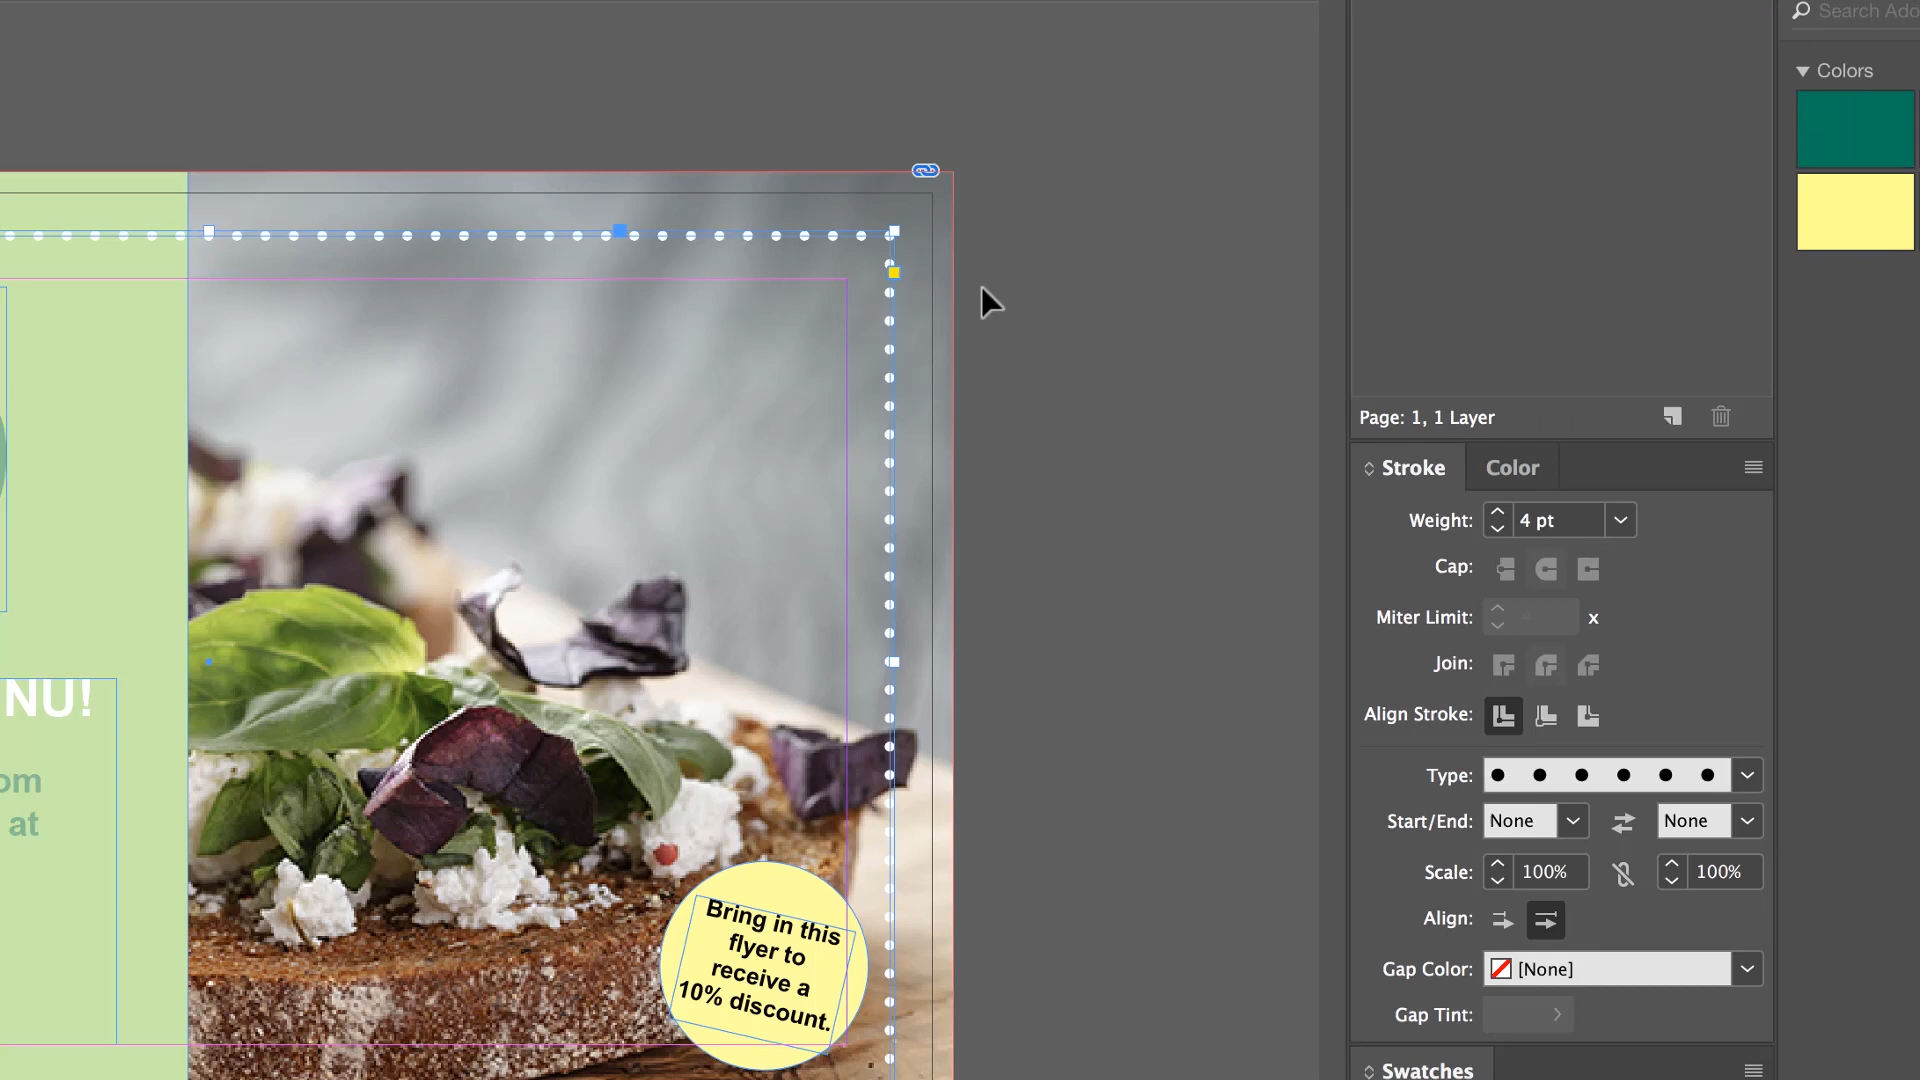 Search Ado
Colors
NU!
om
at
Bring in this
flyer to
receive a
10% discount.
Page: 1, 1 Layer
Stroke
Color
Weight:
4 pt
Cap:
Miter Limit:
x
Join:
Align Stroke:
Type:
Start/End:
None
None
Scale:
100%
100%
Align:
Gap Color:
[None]
Gap Tint:
Swatches